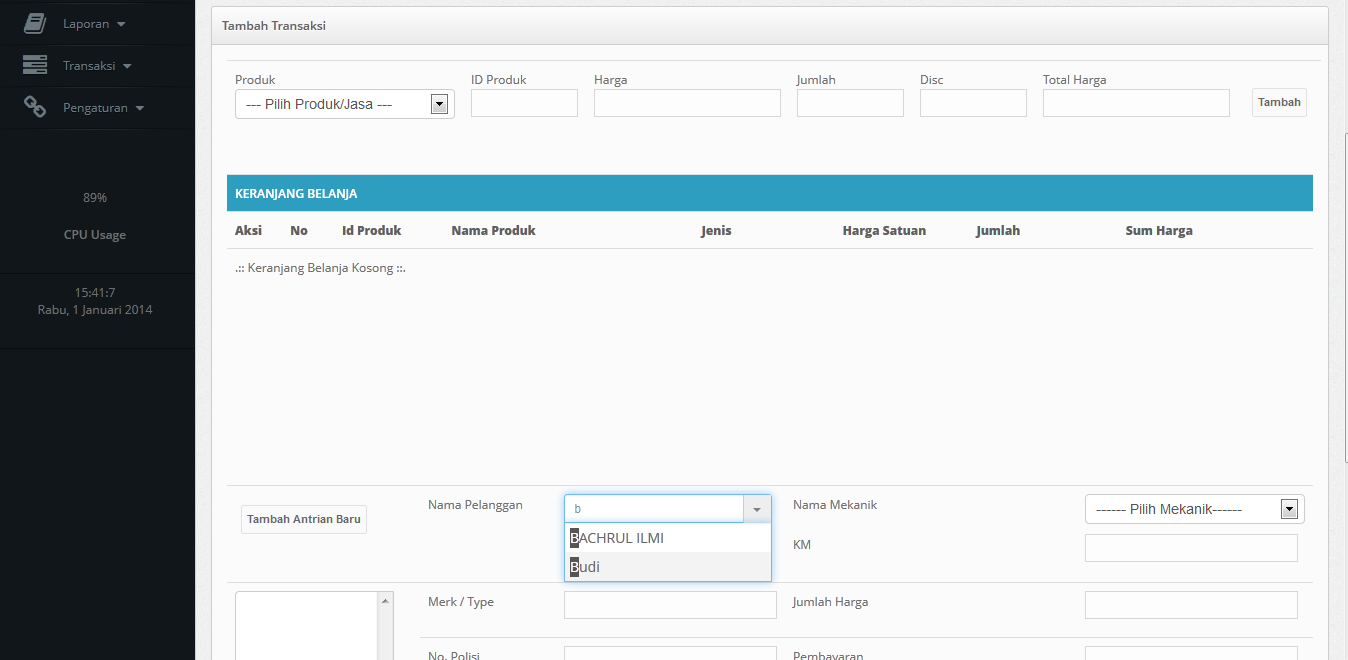 Laporan
Transaksi
Pengaturan
89%
CPU Usage
15:41:7
Rabu, 1 Januari 2014
Tambah Transaksi
Produk ID Produk Harga Jumlah Disc Total Harga
--- Pilih Produk/Jasa --- Tambah
KERANJANG BELANJA
Aksi No Id Produk Nama Produk Jenis Harga Satuan Jumlah Sum Harga
.:: Keranjang Belanja Kosong ::.
Tambah Antrian Baru
Nama Pelanggan b Nama Mekanik ------ Pilih Mekanik------
BACHRUL ILMI
Budi
KM
Merk / Type Jumlah Harga
No. Polisi Pembayaran